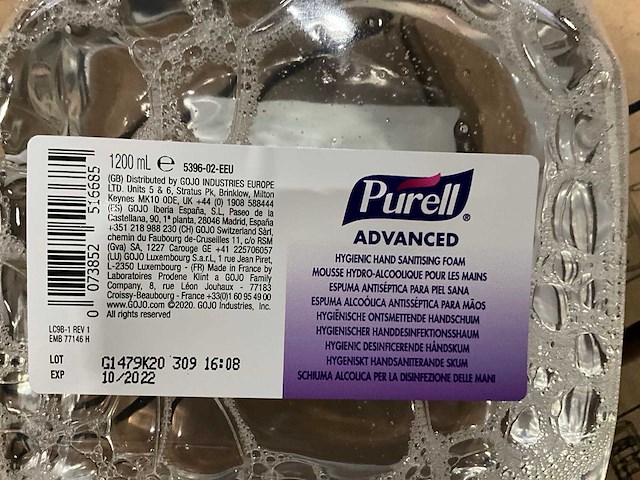 0 073852 516685
1200 mL ℮ 5396-02-EEU
(GB) Distributed by GOJO INDUSTRIES EUROPE
LTD. Units 5 & 6, Stratus Pk, Brinklow, Milton
Keynes MK10 0DE, UK +44 (0) 1908 588444
(ES) GOJO Iberia España, S.L, Paseo de la
Castellana, 90, 1ª planta, 28046 Madrid, España
+351 218 988 230 (CH) GOJO Switzerland Sàrl,
chemin du Faubourg-de-Cruseilles 11, c/o RSM
(Gva) SA, 1227 Carouge GE +41 225706057
(LU) GOJO Luxembourg S.a.r.L, 1 rue Jean Piret,
L-2350 Luxembourg - (FR) Made in France by
Laboratoires Prodene Klint a GOJO Family
Company, 8, rue Léon Jouhaux - 77183
Croissy-Beaubourg - France +33(0)1 60 95 49 00
www.GOJO.com ©2020. GOJO Industries, Inc.
All rights reserved
LC9B-1 REV 1
EMB 77146 H
LOT G1479K20 309 16:08
EXP 10/2022
Purell®
ADVANCED
HYGIENIC HAND SANITISING FOAM
MOUSSE HYDRO-ALCOOLIQUE POUR LES MAINS
ESPUMA ANTISÉPTICA PARA PIEL SANA
ESPUMA ALCOÓLICA ANTISSÉPTICA PARA MÃOS
HYGIËNISCHE ONTSMETTENDE HANDSCHUIM
HYGIENISCHER HANDDESINFEKTIONSSHAUM
HYGIENIC DESINFICERENDE HÅNDSKUM
HYGENISKT HANDSANITERANDE SKUM
SCHIUMA ALCOLICA PER LA DISINFEZIONE DELLE MANI